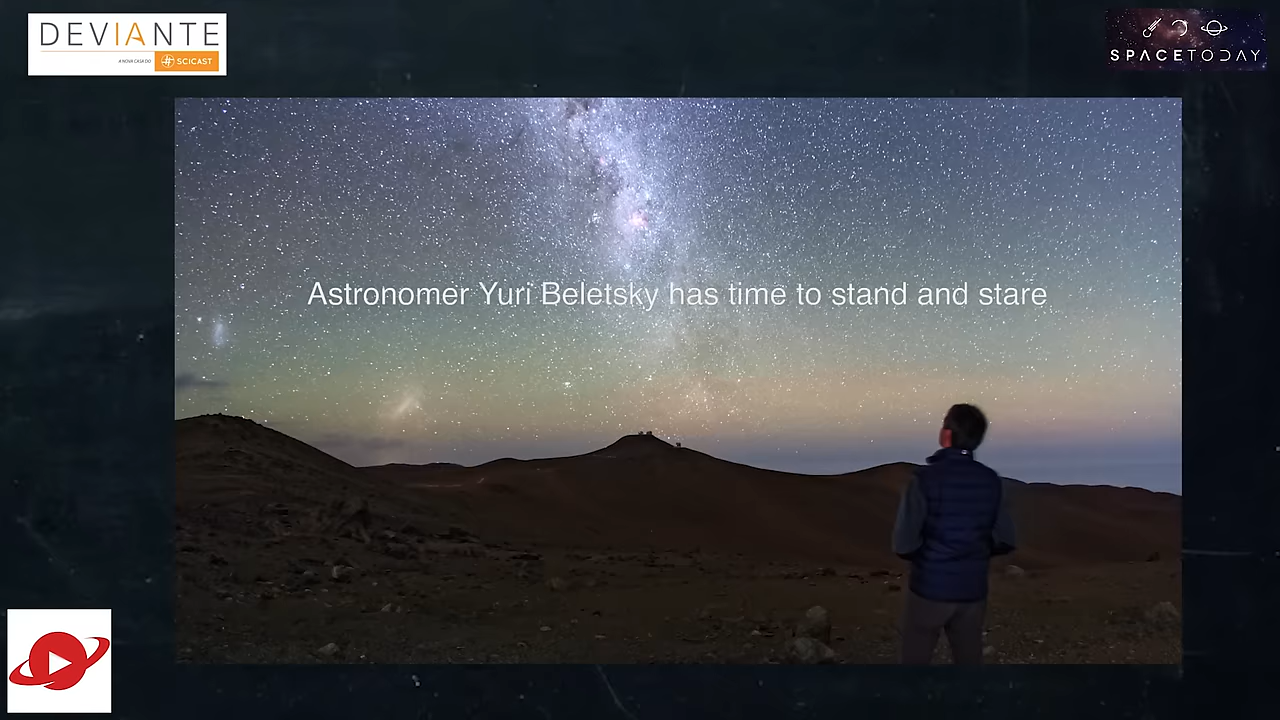 DEVIANTE
A NOVA CASA DO
SCICAST
SPACETODAY
Astronomer Yuri Beletsky has time to stand and stare